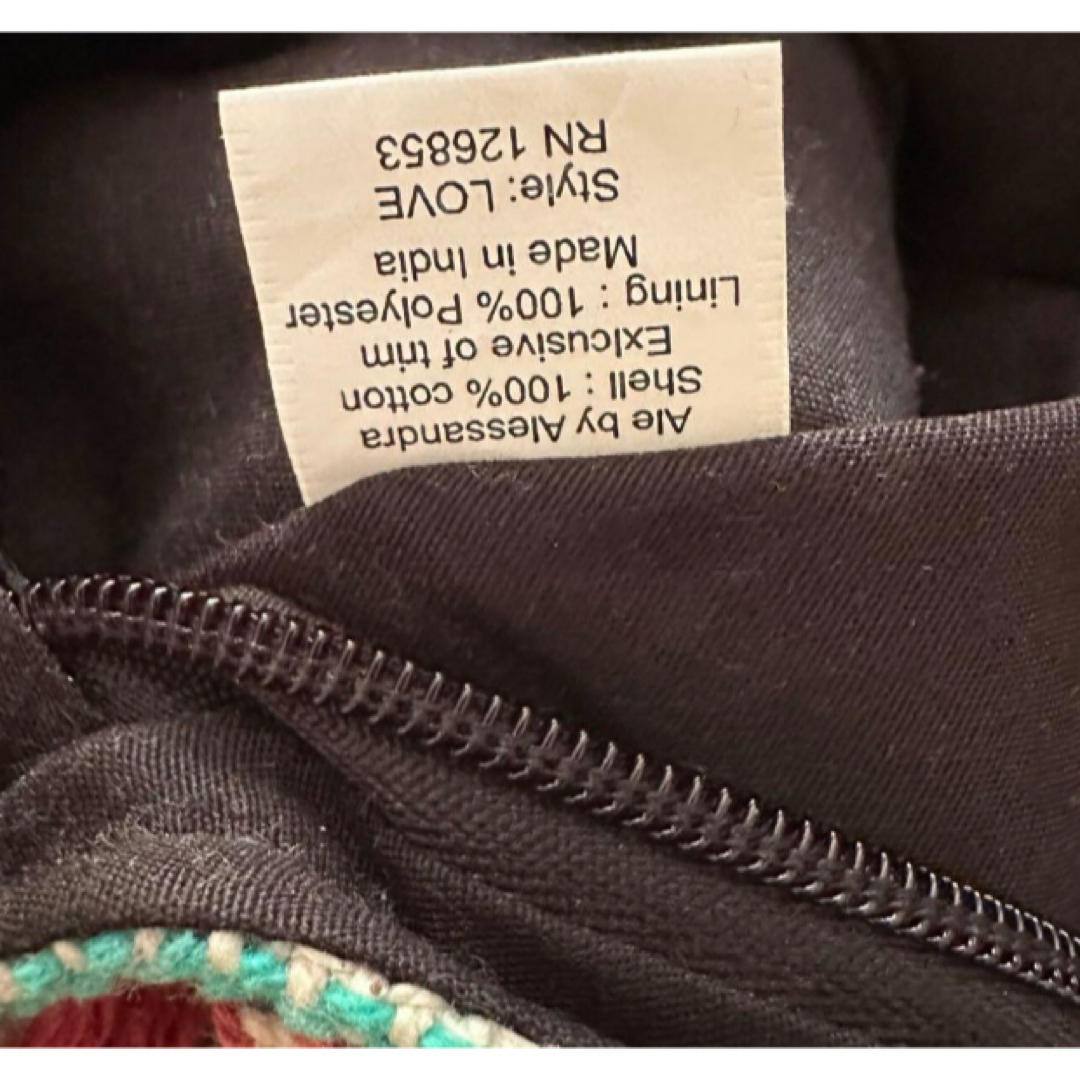 Ale by Alessandra
Shell : 100% cotton
Exlcusive of trim
Lining : 100% Polyester
Made in India
Style: LOVE
RN 126853